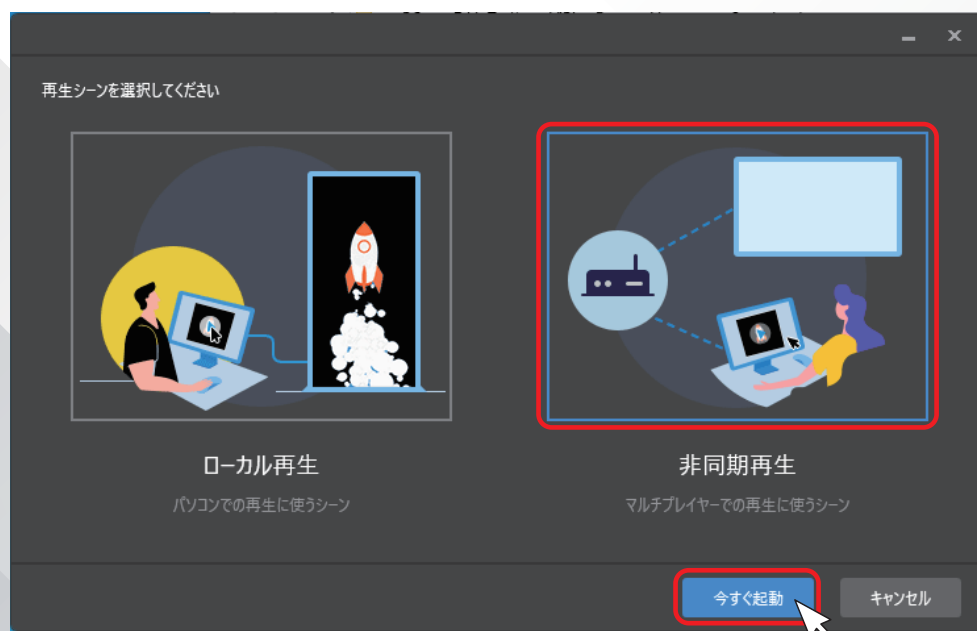 再生シーンを選択してください
ローカル再生
非同期再生
パソコンでの再生に使うシーン
マルチプレイヤーでの再生に使うシーン
今すぐ起動
キャンセル